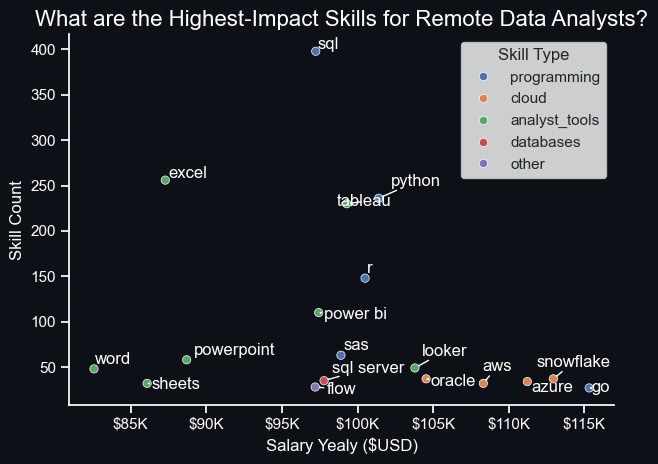 What are the Highest-Impact Skills for Remote Data Analysts?
400
350
300
250
200
150
100
50
Skill Count
Skill Type
programming
cloud
analyst_tools
databases
other
sql
excel
python
tableau
r
power bi
sas
looker
word
powerpoint
sheets
sql server
flow
oracle
aws
snowflake
azure
go
$85K
$90K
$95K
$100K
$105K
$110K
$115K
Salary Yealy ($USD)